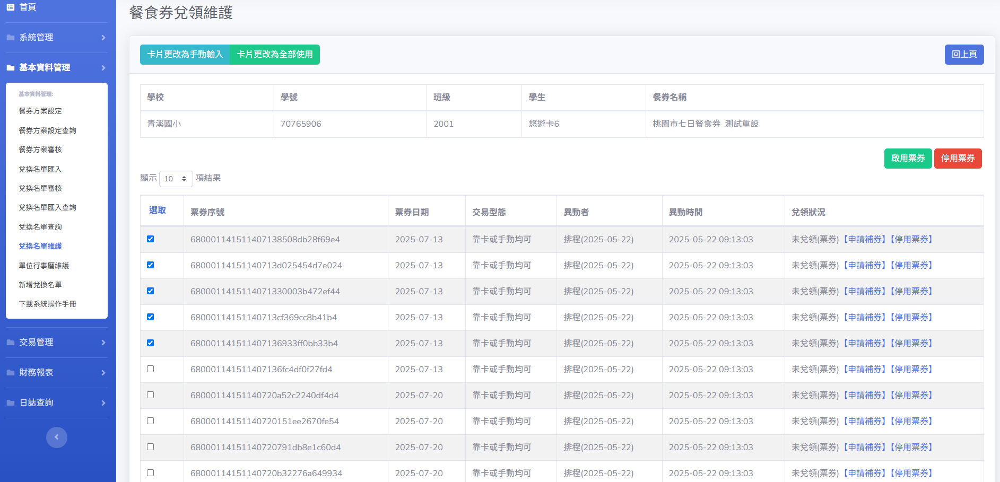 首頁
系統管理
基本資料管理
基本資料管理:
餐券方案設定
餐券方案設定查詢
餐券方案審核
兌換名單匯入
兌換名單審核
兌換名單匯入查詢
兌換名單查詢
兌換名單維護
單位行事曆維護
新增兌換名單
下載系統操作手冊
交易管理
財務報表
日誌查詢
餐食券兌領維護
卡片更改為手動輸入 卡片更改為全部使用 回上頁
學校 學號 班級 學生 餐券名稱
青溪國小 70765906 2001 悠遊卡6 桃園市七日餐食券_測試重設
啟用票券 停用票券
顯示 10 項結果
選取 票券序號 票券日期 交易型態 異動者 異動時間 兌領狀況
680001141511407138508db28f69e4 2025-07-13 靠卡或手動均可 排程(2025-05-22) 2025-05-22 09:13:03 未兌領(票券)【申請補券】【停用票券】
68000114151140713d025454d7e024 2025-07-13 靠卡或手動均可 排程(2025-05-22) 2025-05-22 09:13:03 未兌領(票券)【申請補券】【停用票券】
6800011415114071330003b472ef44 2025-07-13 靠卡或手動均可 排程(2025-05-22) 2025-05-22 09:13:03 未兌領(票券)【申請補券】【停用票券】
68000114151140713cf369cc8b41b4 2025-07-13 靠卡或手動均可 排程(2025-05-22) 2025-05-22 09:13:03 未兌領(票券)【申請補券】【停用票券】
680001141511407136933ff0bb33b4 2025-07-13 靠卡或手動均可 排程(2025-05-22) 2025-05-22 09:13:03 未兌領(票券)【申請補券】【停用票券】
680001141511407136fc4df0f27fd4 2025-07-13 靠卡或手動均可 排程(2025-05-22) 2025-05-22 09:13:03 未兌領(票券)【申請補券】【停用票券】
68000114151140720a52c2240df4d4 2025-07-20 靠卡或手動均可 排程(2025-05-22) 2025-05-22 09:13:03 未兌領(票券)【申請補券】【停用票券】
68000114151140720151ee2670fe54 2025-07-20 靠卡或手動均可 排程(2025-05-22) 2025-05-22 09:13:03 未兌領(票券)【申請補券】【停用票券】
68000114151140720791db8e1c60d4 2025-07-20 靠卡或手動均可 排程(2025-05-22) 2025-05-22 09:13:03 未兌領(票券)【申請補券】【停用票券】
68000114151140720b32276a649934 2025-07-20 靠卡或手動均可 排程(2025-05-22) 2025-05-22 09:13:03 未兌領(票券)【申請補券】【停用票券】